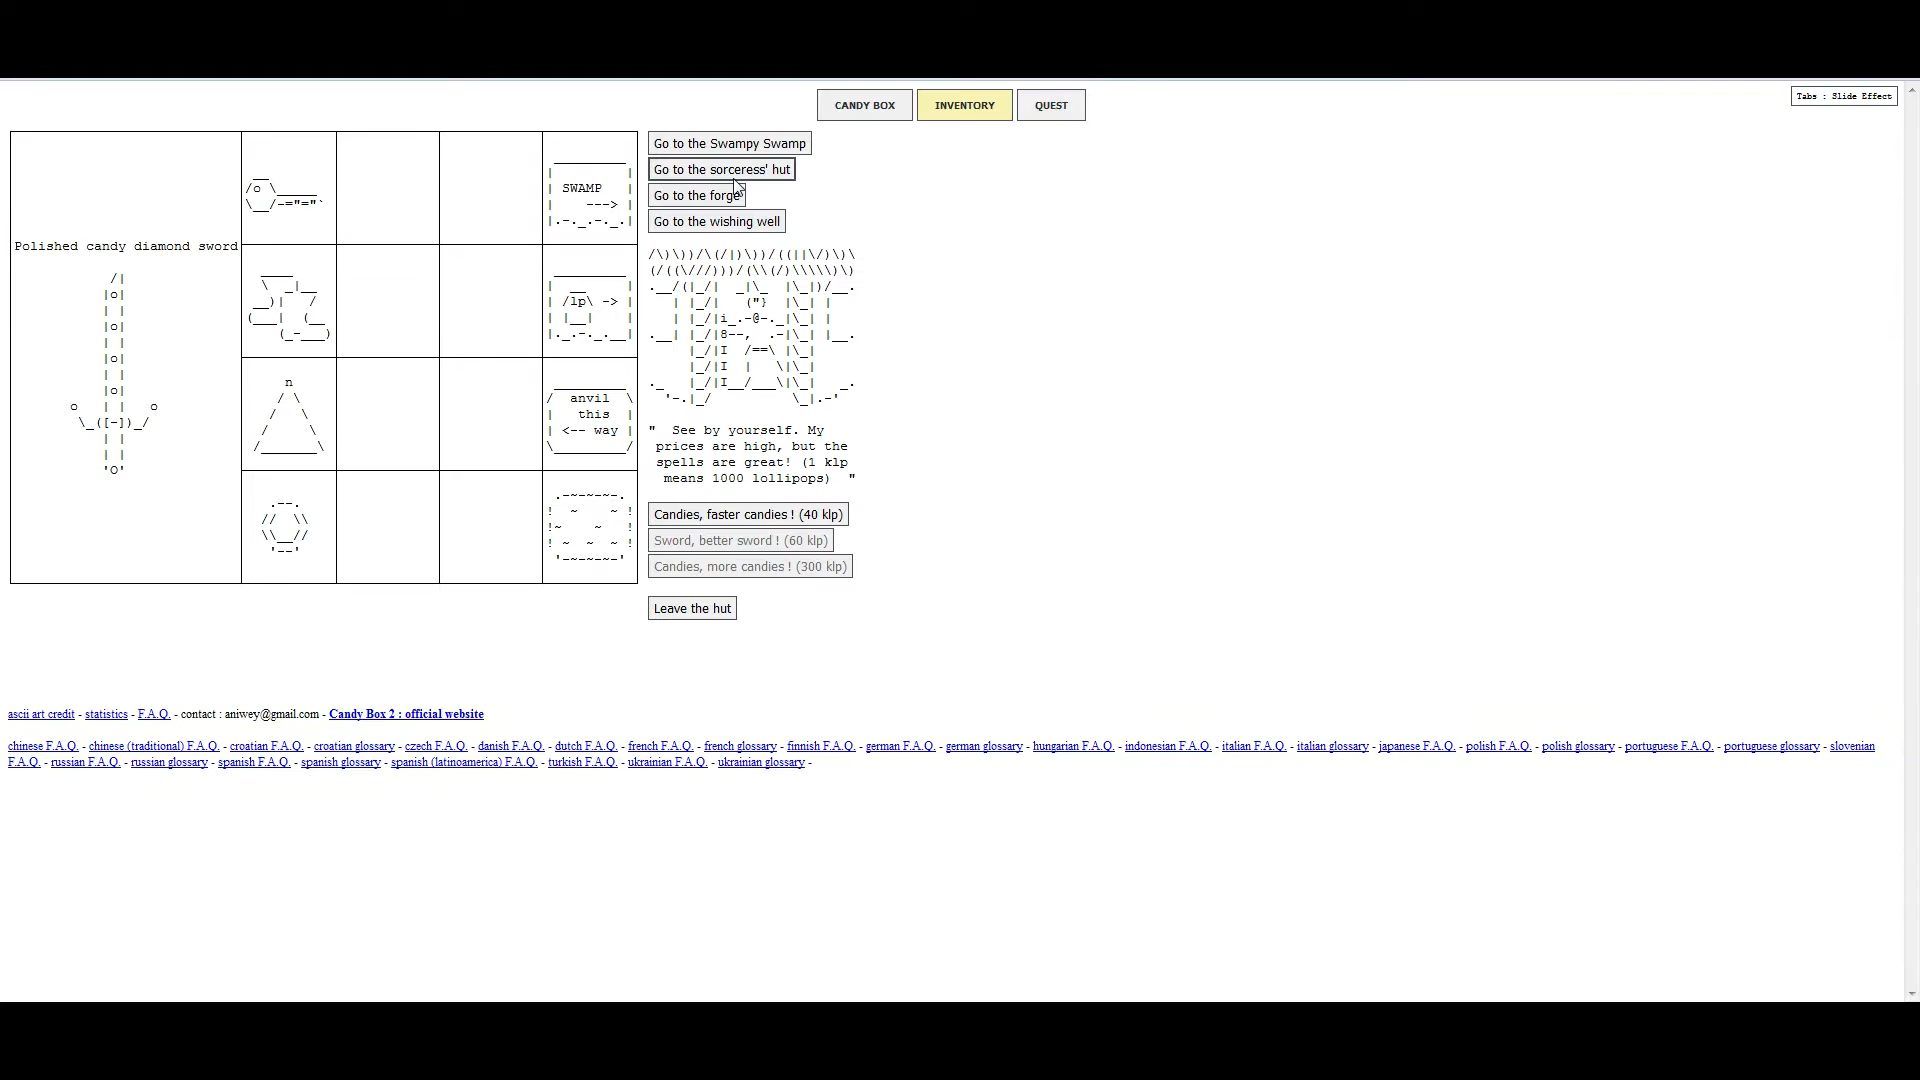 CANDY BOX
INVENTORY
QUEST
Tabs : Slide Effect
Polished candy diamond sword
SWAMP
--->
/lp\ ->
anvil
this
<-- way
Go to the Swampy Swamp
Go to the sorceress' hut
Go to the forge
Go to the wishing well
" See by yourself. My
prices are high, but the
spells are great! (1 klp
means 1000 lollipops) "
Candies, faster candies ! (40 klp)
Sword, better sword ! (60 klp)
Candies, more candies ! (300 klp)
Leave the hut
ascii art credit - statistics - F.A.Q. - contact : aniwey@gmail.com - Candy Box 2 : official website
chinese F.A.Q. - chinese (traditional) F.A.Q. - croatian F.A.Q. - croatian glossary - czech F.A.Q. - danish F.A.Q. - dutch F.A.Q. - french F.A.Q. - french glossary - finnish F.A.Q. - german F.A.Q. - german glossary - hungarian F.A.Q. - indonesian F.A.Q. - italian F.A.Q. - italian glossary - japanese F.A.Q. - polish F.A.Q. - polish glossary - portuguese F.A.Q. - portuguese glossary - slovenian
F.A.Q. - russian F.A.Q. - russian glossary - spanish F.A.Q. - spanish glossary - spanish (latinoamerica) F.A.Q. - turkish F.A.Q. - ukrainian F.A.Q. - ukrainian glossary -